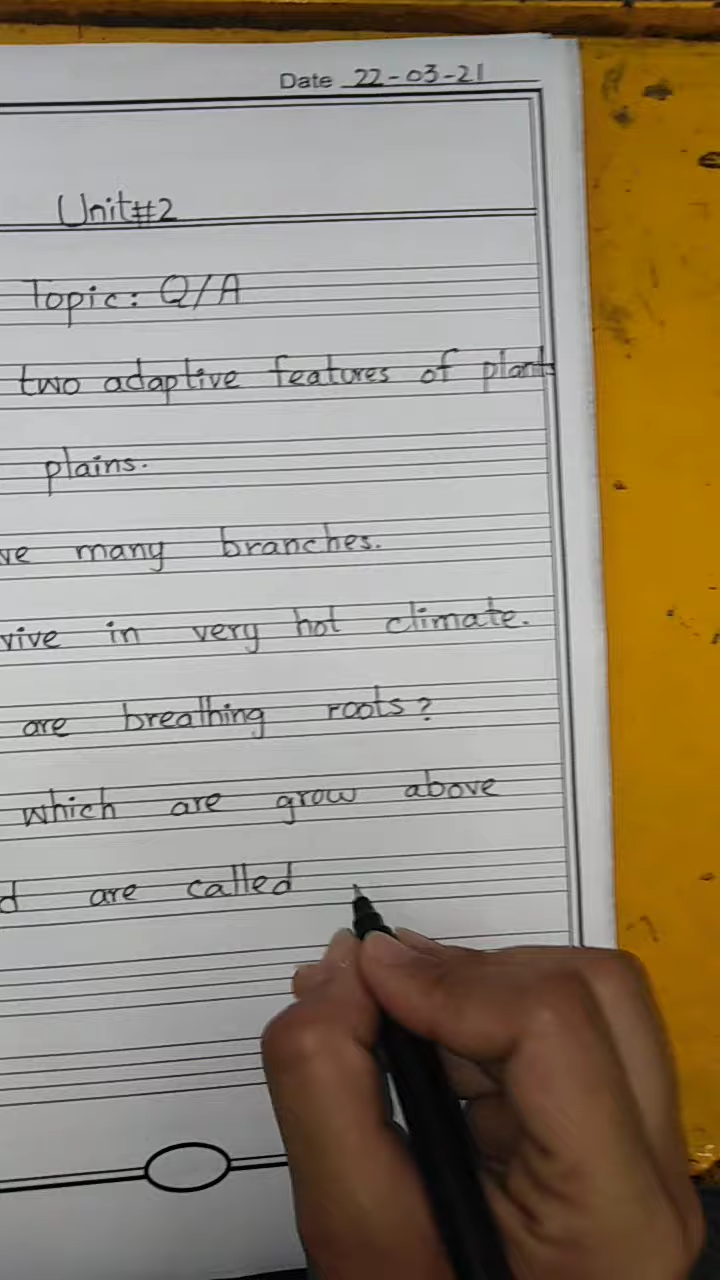 Date 22-03-21
Unit#2
Topic: Q/A
two adaptive features of plants
plains.
ve many branches.
vive in very hot climate.
are breathing roots?
which are grow above
d are called